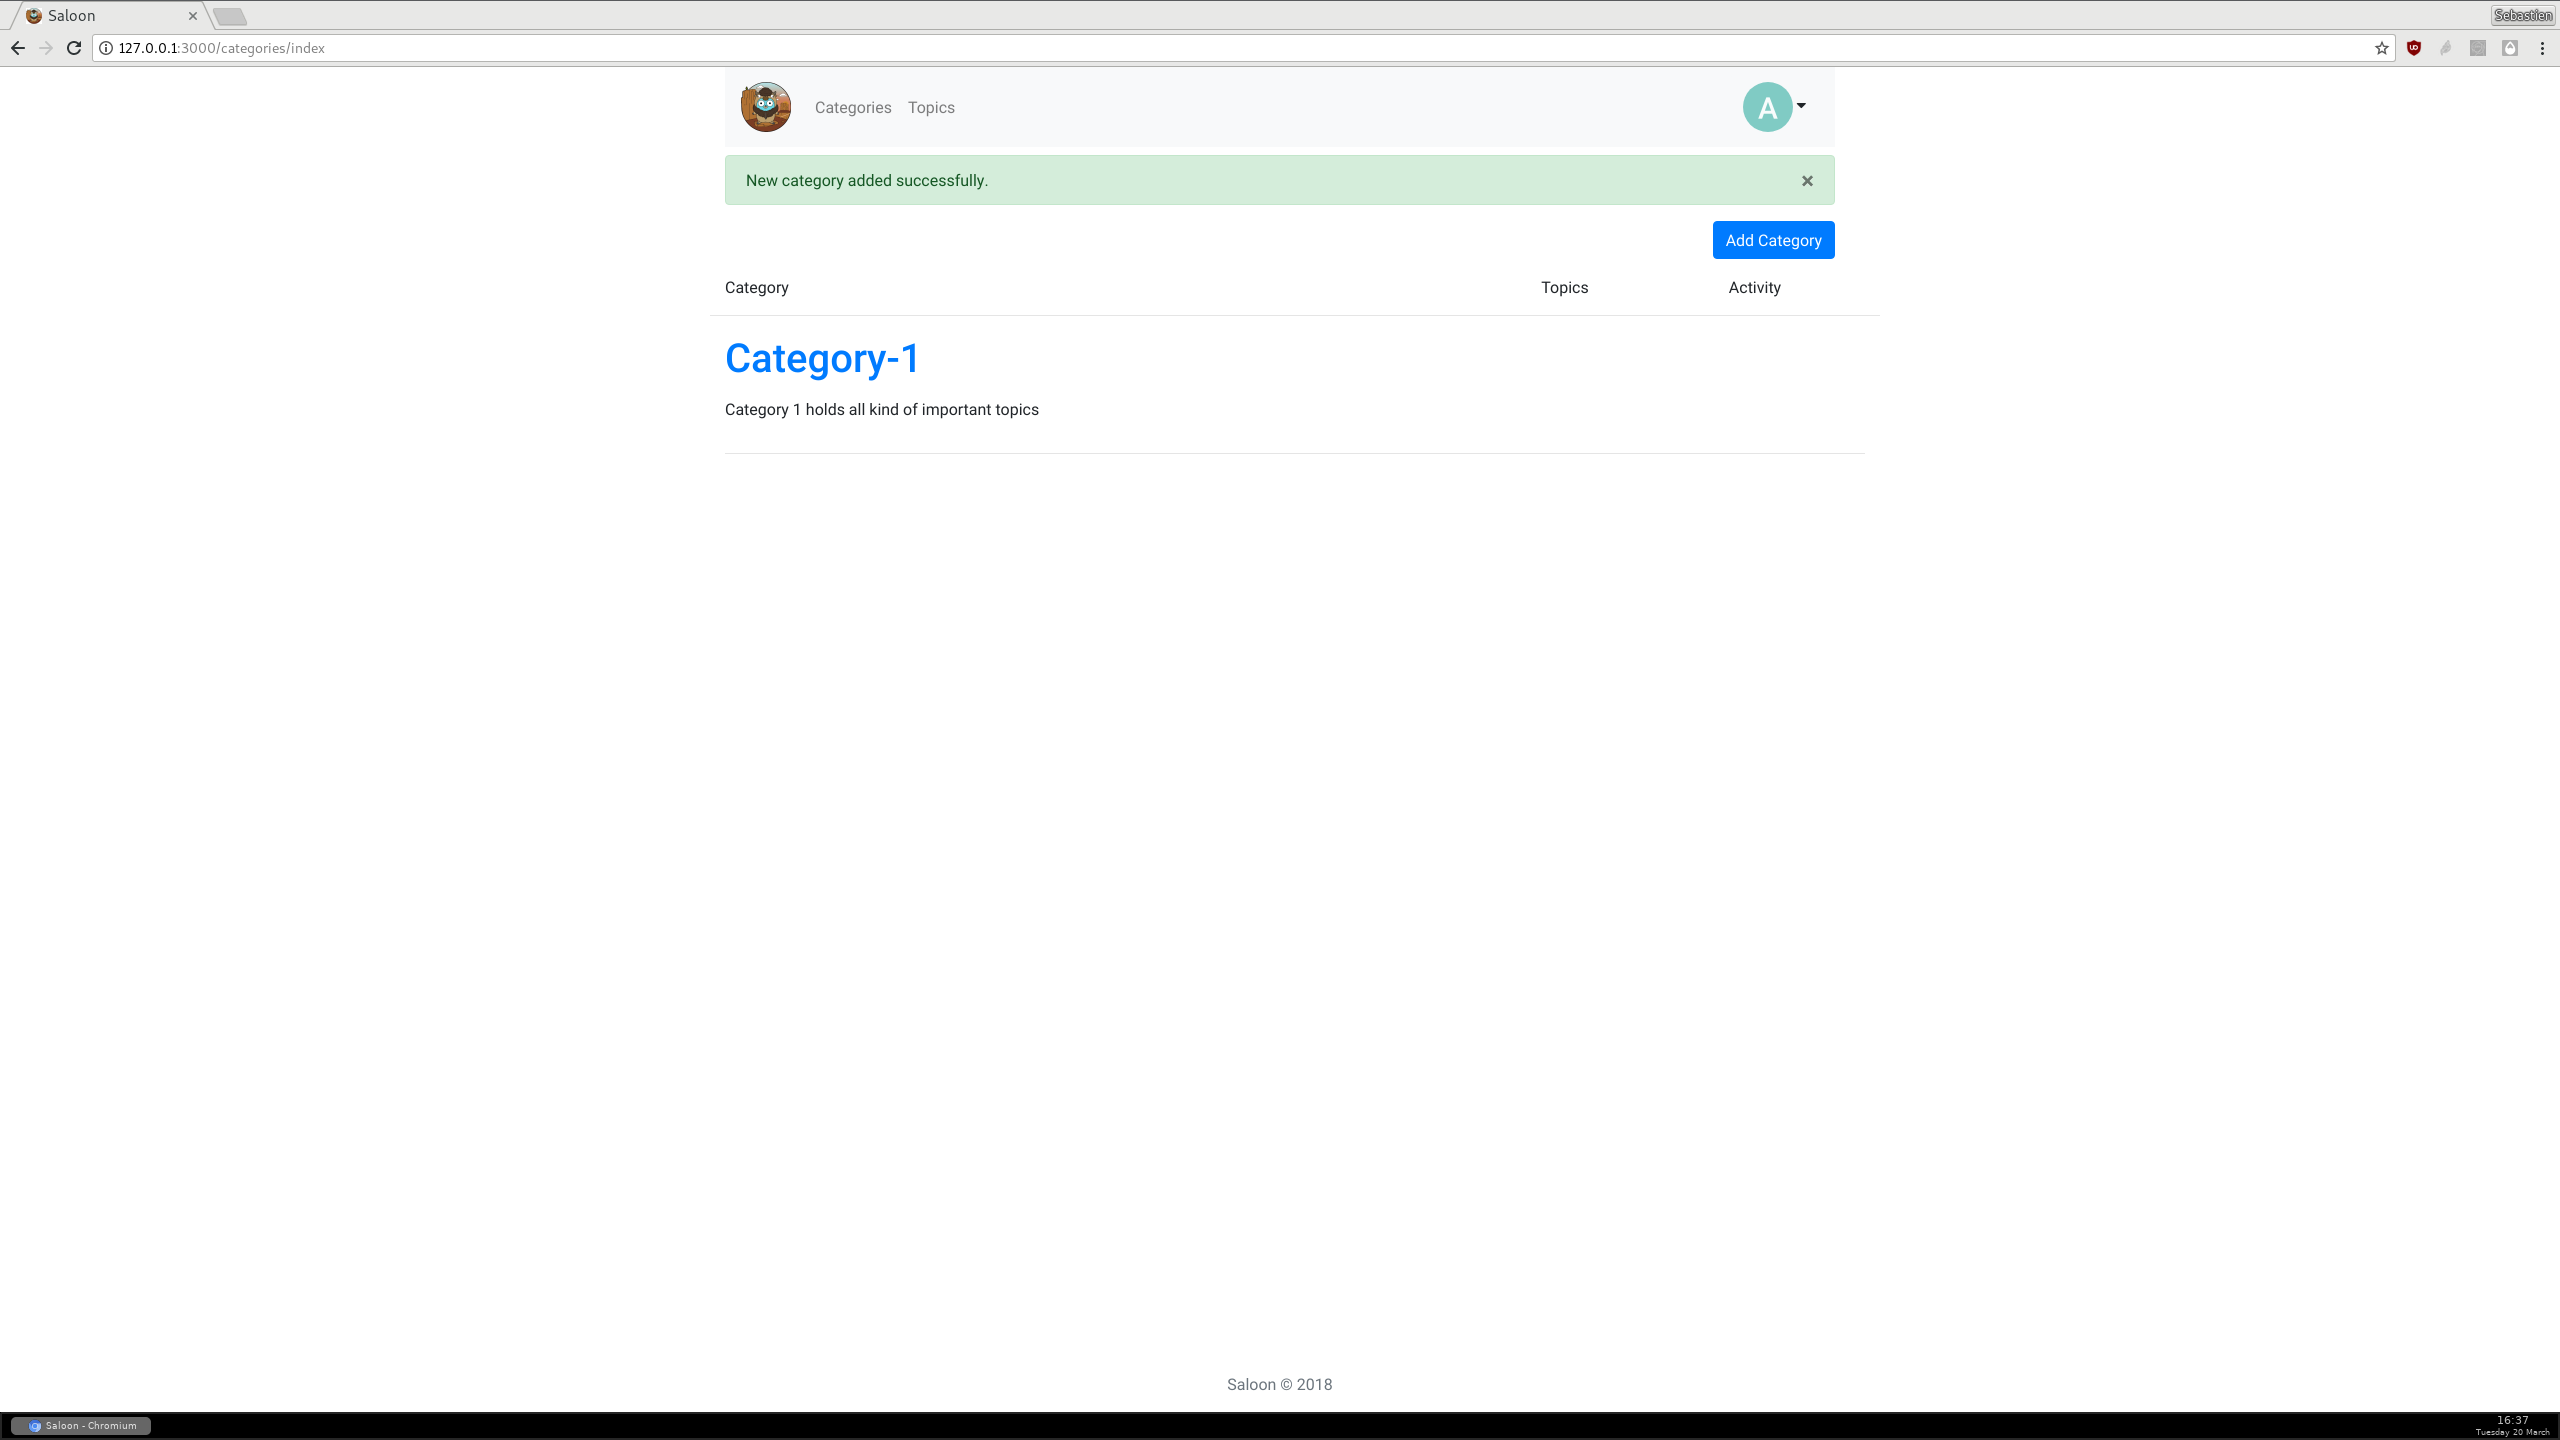 Saloon
Sebastien
127.0.0.1:3000/categories/index
Categories Topics
A
New category added successfully. ×
Add Category
Category Topics Activity
Category-1
Category 1 holds all kind of important topics
Saloon © 2018
Saloon - Chromium
16:37
Tuesday 20 March